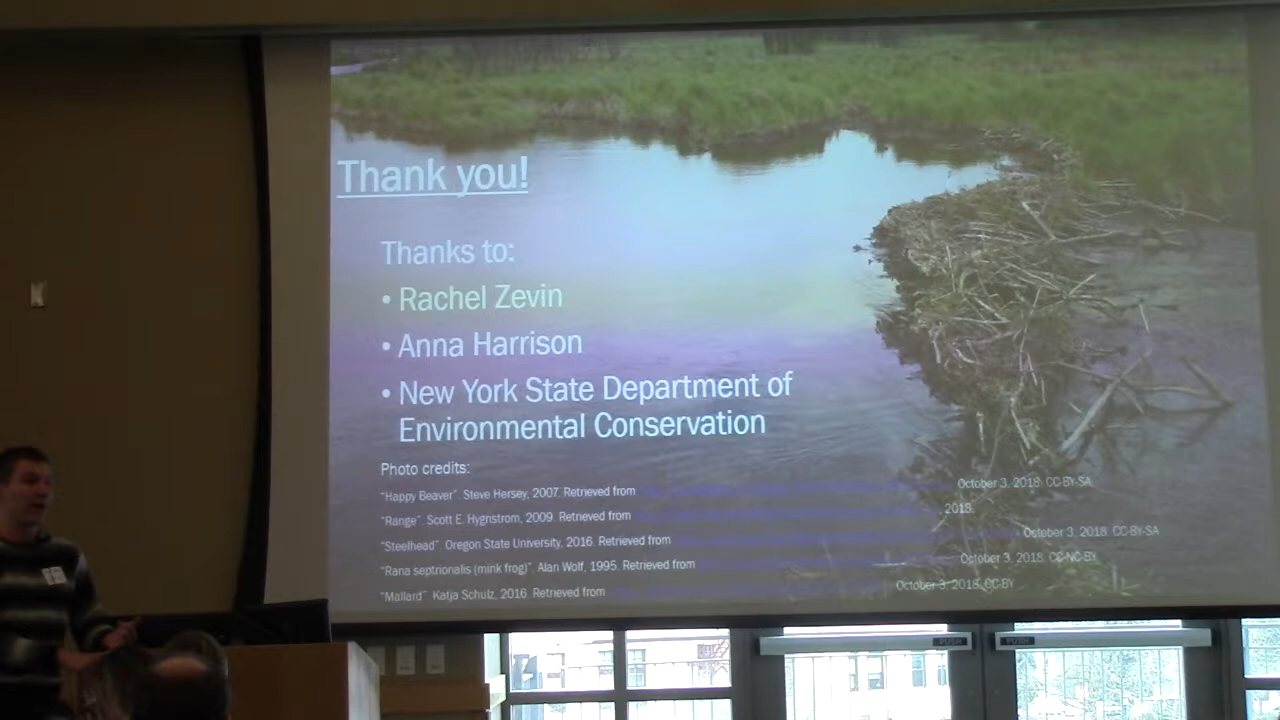 Thank you!
Thanks to:
• Rachel Zevin
• Anna Harrison
• New York State Department of
Environmental Conservation
Photo credits:
"Happy Beaver". Steve Hersey, 2007. Retrieved from October 3, 2018. CC-BY-SA
"Range". Scott E. Hygnstrom, 2009. Retrieved from 2018.
"Steelhead". Oregon State University, 2016. Retrieved from October 3, 2018. CC-BY-SA
"Rana septrionalis (mink frog)". Alan Wolf, 1995. Retrieved from October 3, 2018. CC-NC-BY
"Mallard" Katja Schulz, 2016. Retrieved from October 3, 2018. CC-BY
PUSH PUSH